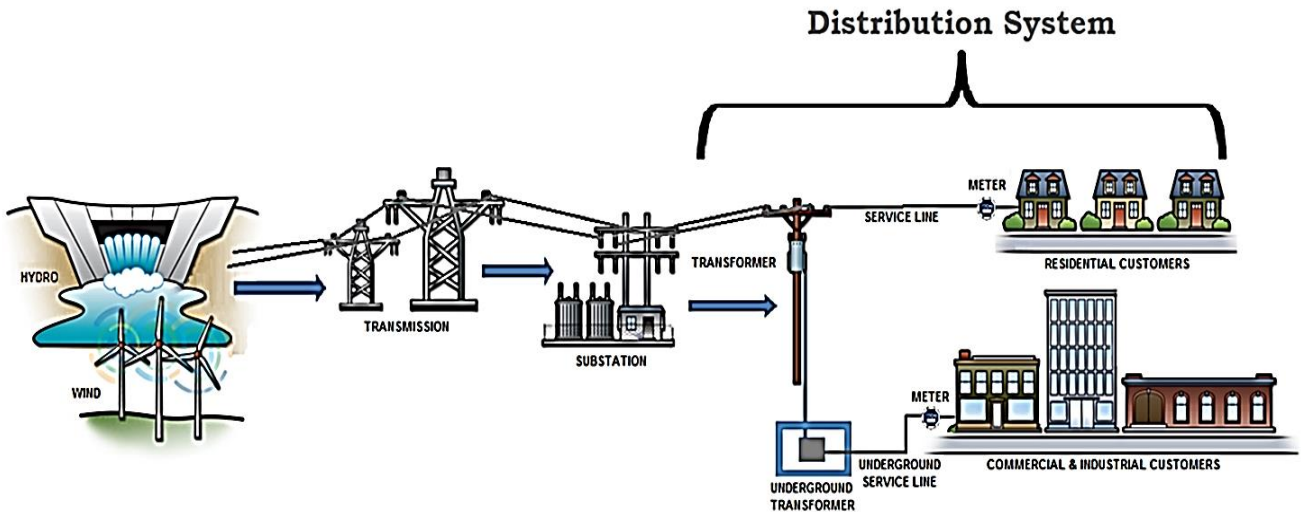 Distribution System
HYDRO
WIND
TRANSMISSION
SUBSTATION
TRANSFORMER
SERVICE LINE
METER
RESIDENTIAL CUSTOMERS
METER
COMMERCIAL & INDUSTRIAL CUSTOMERS
UNDERGROUND
SERVICE LINE
UNDERGROUND
TRANSFORMER